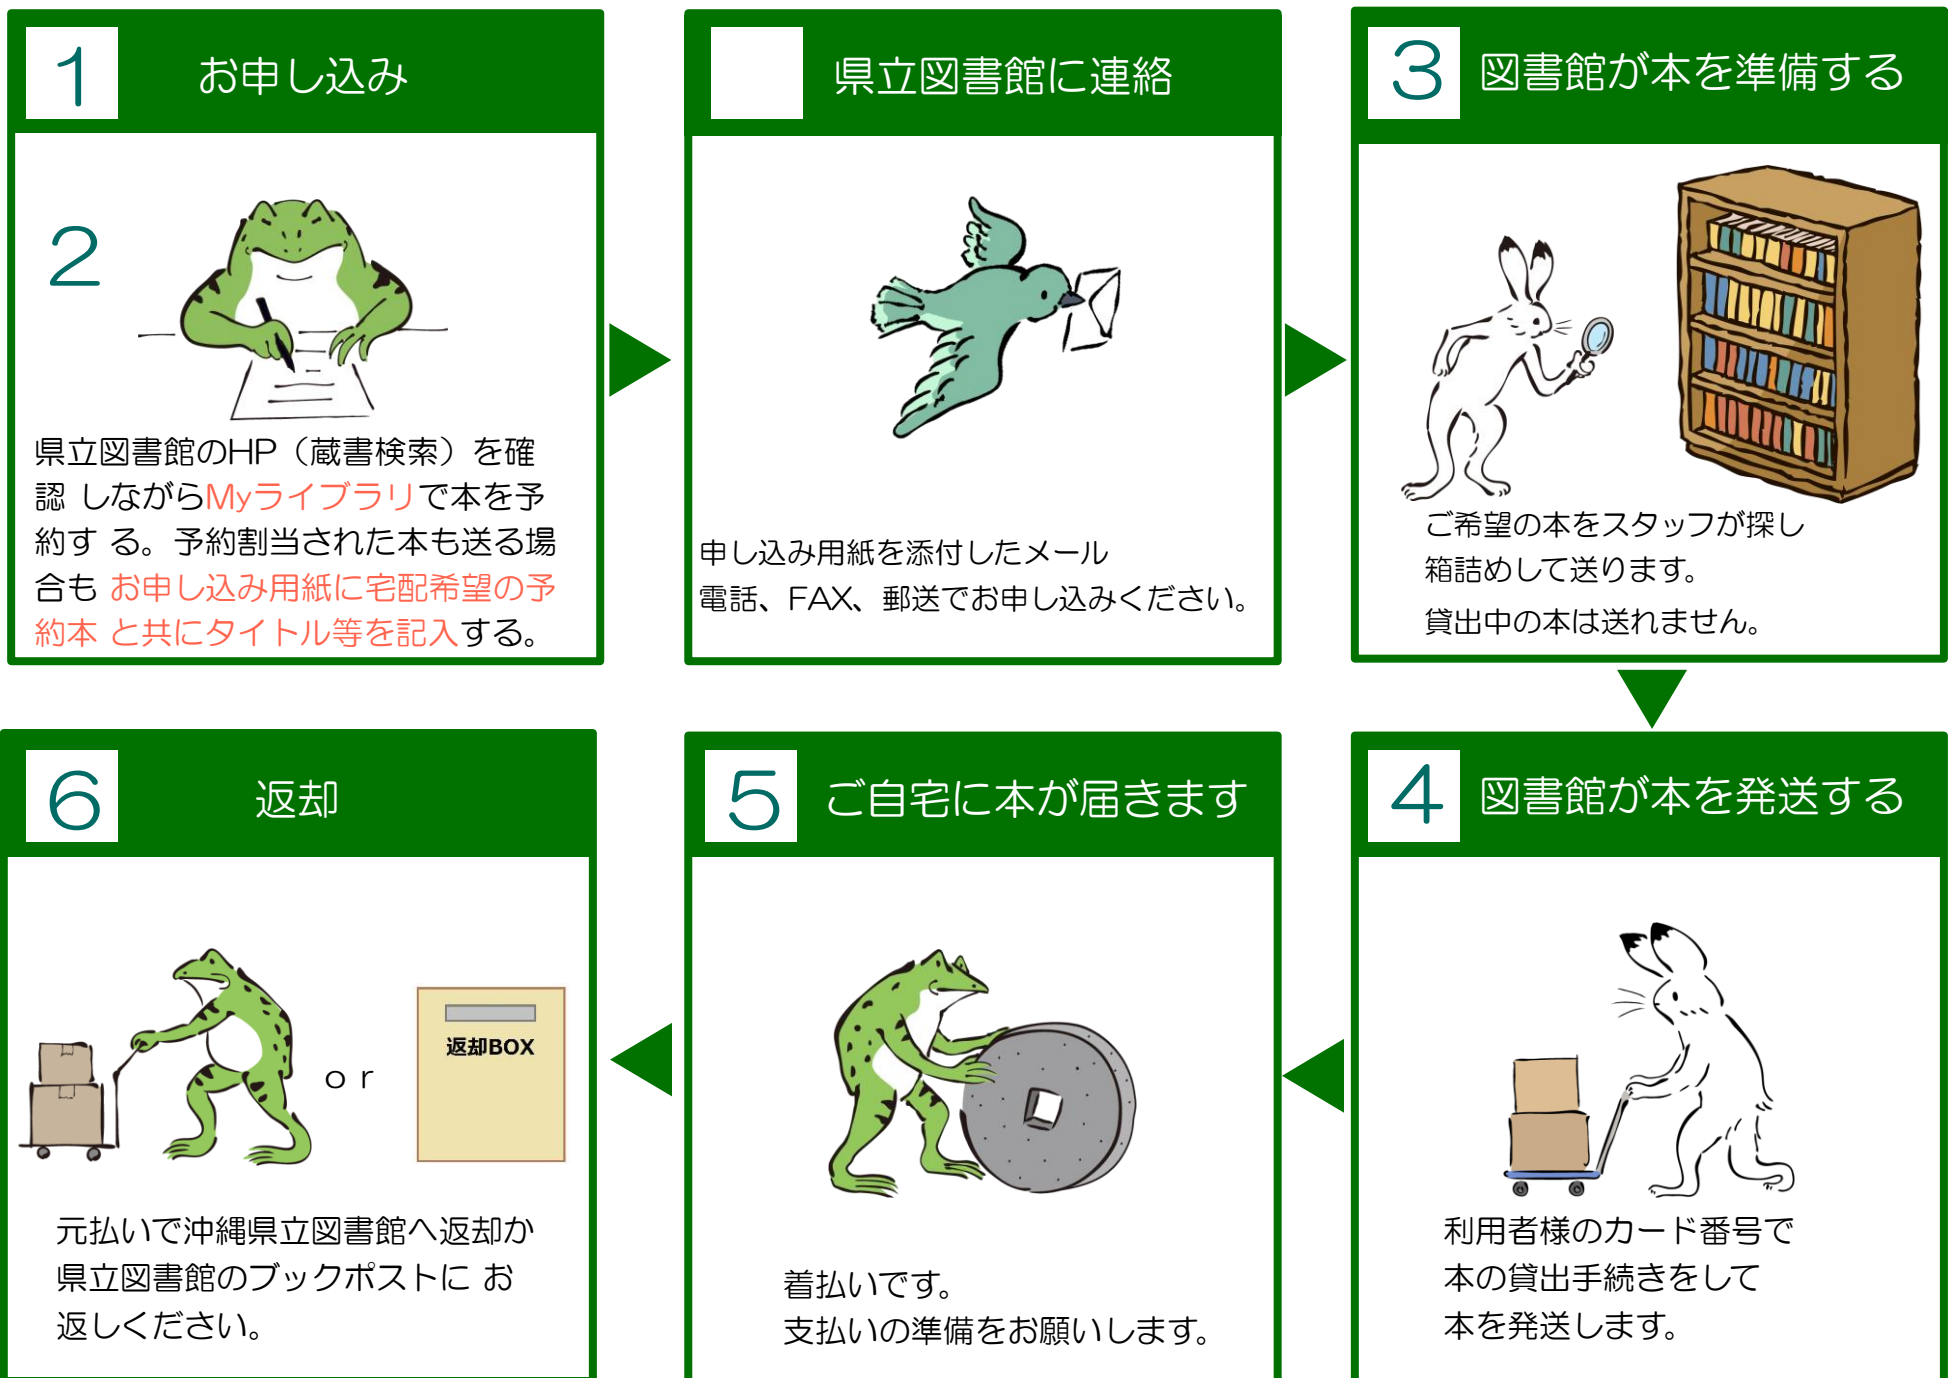 1
お申し込み
2
県立図書館のHP（蔵書検索）を確
認 しながらMyライブラリで本を予
約す る。予約割当された本も送る場
合も お申し込み用紙に宅配希望の予
約本 と共にタイトル等を記入する。
県立図書館に連絡
申し込み用紙を添付したメール
電話、FAX、郵送でお申し込みください。
3
図書館が本を準備する
ご希望の本をスタッフが探し
箱詰めして送ります。
貸出中の本は送れません。
4
図書館が本を発送する
利用者様のカード番号で
本の貸出手続きをして
本を発送します。
5
ご自宅に本が届きます
着払いです。
支払いの準備をお願いします。
6
返却
or
返却BOX
元払いで沖縄県立図書館へ返却か
県立図書館のブックポストに お
返しください。